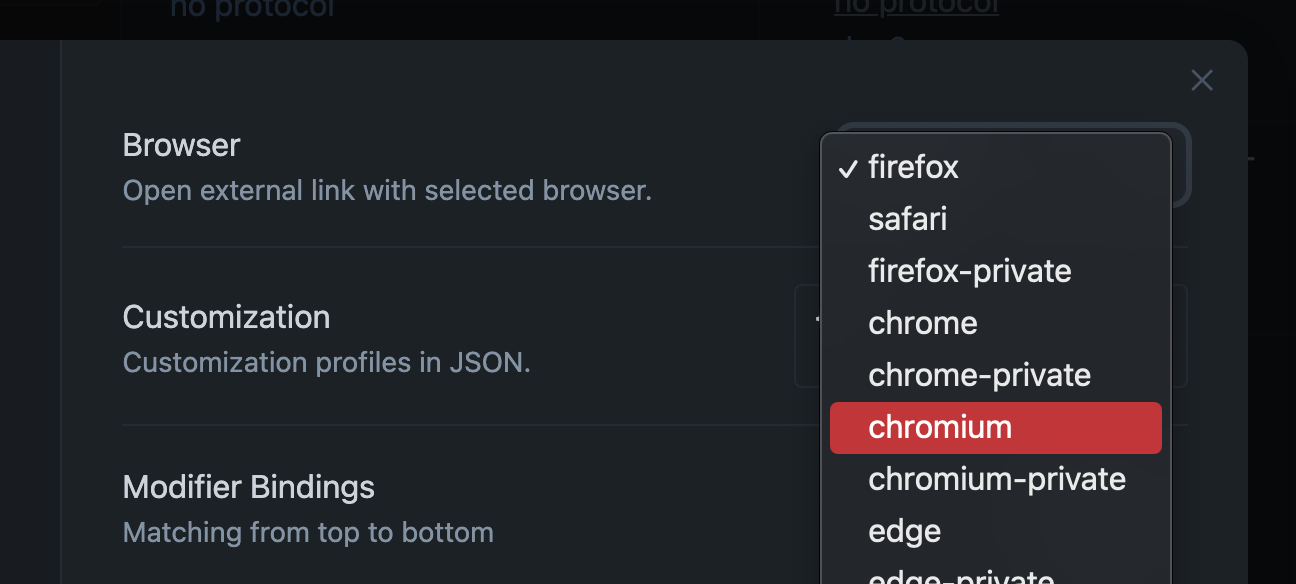 no protocol
no protocol
Browser
Open external link with selected browser.
Customization
Customization profiles in JSON.
Modifier Bindings
Matching from top to bottom
✓ firefox
safari
firefox-private
chrome
chrome-private
chromium
chromium-private
edge
edge-private